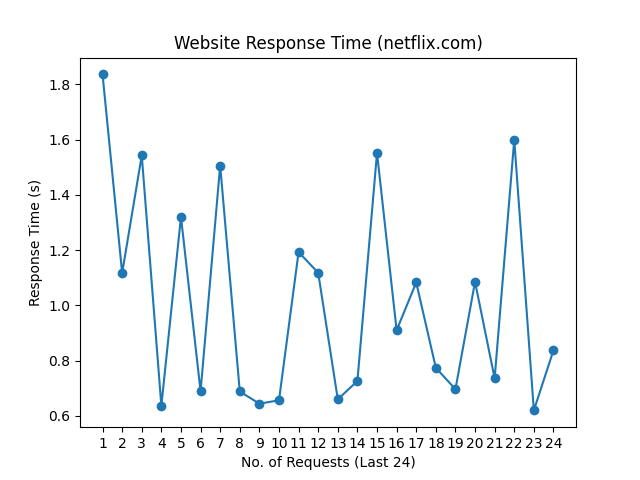 Website Response Time (netflix.com)
Response Time (s)
1.8
1.6
1.4
1.2
1.0
0.8
0.6
1 2 3 4 5 6 7 8 9 10 11 12 13 14 15 16 17 18 19 20 21 22 23 24
No. of Requests (Last 24)